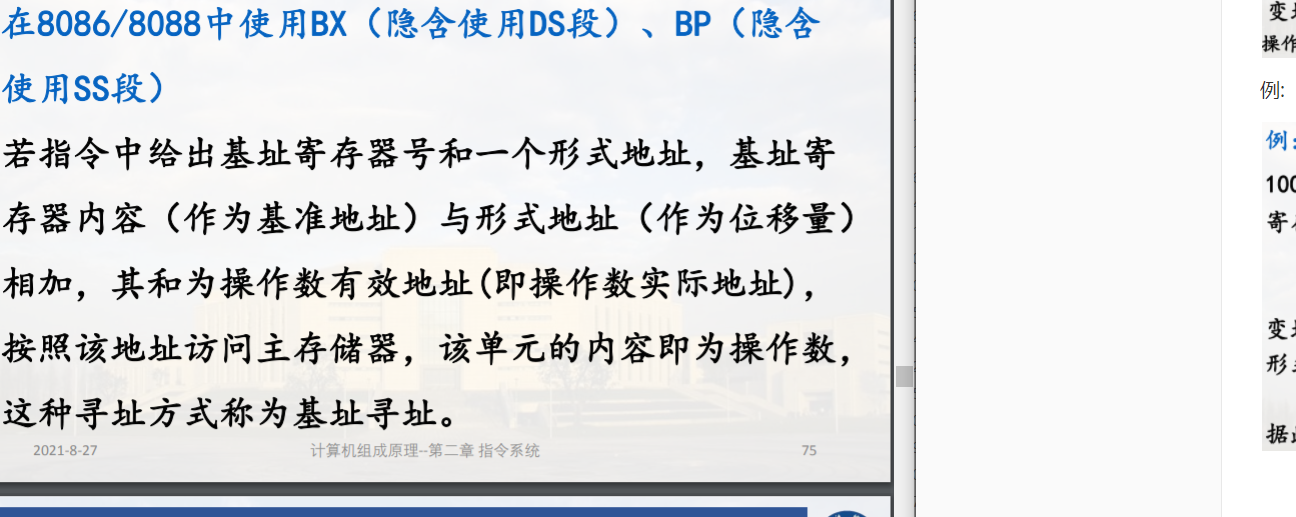 在8086/8088中使用BX（隐含使用DS段）、BP（隐含
使用SS段）
若指令中给出基址寄存器号和一个形式地址，基址寄
存器内容（作为基准地址）与形式地址（作为位移量）
相加，其和为操作数有效地址(即操作数实际地址)，
按照该地址访问主存储器，该单元的内容即为操作数，
这种寻址方式称为基址寻址。
2021-8-27
计算机组成原理--第二章 指令系统
75
变
操作
例:
例：
100
寄
变
形
据